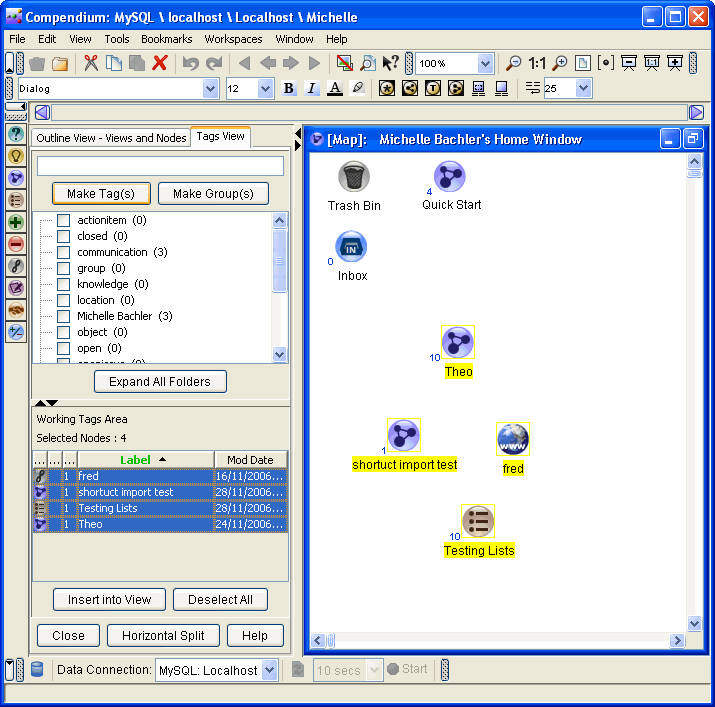 Compendium: MySQL \ localhost \ Localhost \ Michelle
File Edit View Tools Bookmarks Workspaces Window Help
100% 1:1
Dialog 12 B I A T 25
Outline View - Views and Nodes Tags View
Make Tag(s) Make Group(s)
actionitem (0)
closed (0)
communication (3)
group (0)
knowledge (0)
location (0)
Michelle Bachler (3)
object (0)
open (0)
Expand All Folders
Working Tags Area
Selected Nodes : 4
... ... ... Label Mod Date
1 fred 16/11/2006...
1 shortuct import test 28/11/2006...
1 Testing Lists 28/11/2006...
1 Theo 24/11/2006...
Insert into View Deselect All
Close Horizontal Split Help
[Map]: Michelle Bachler's Home Window
Trash Bin
4
Quick Start
IN
0
Inbox
10
Theo
1
shortuct import test
WWW
fred
10
Testing Lists
Data Connection: MySQL: Localhost 10 secs Start